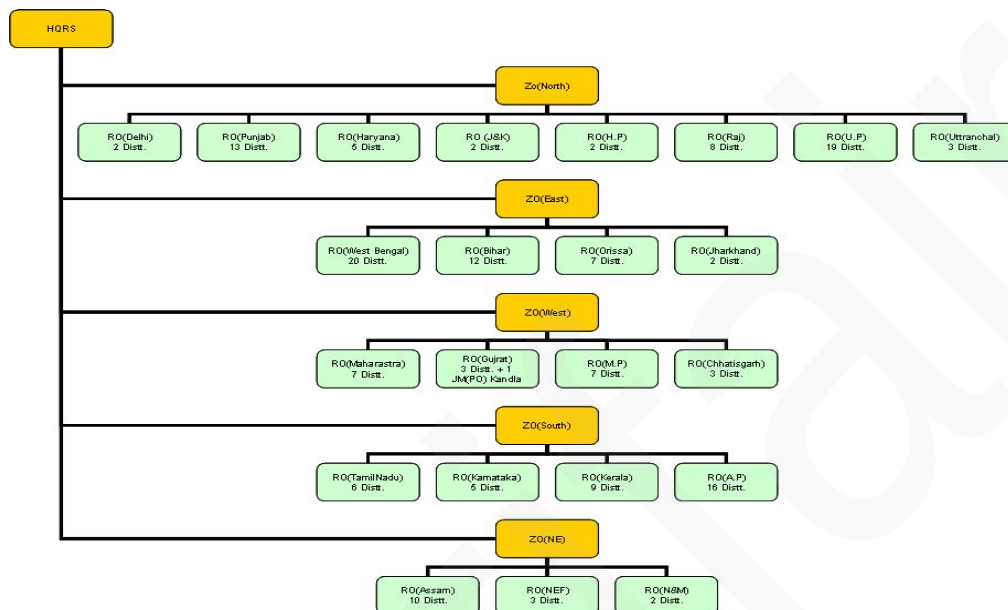 HQRS
Zo(North)
RO(Delhi)
2 Distt.
RO(Punjab)
13 Distt.
RO(Haryana)
5 Distt.
RO (J&K)
2 Distt.
RO(H.P)
2 Distt.
RO(Raj)
8 Distt.
RO(U.P)
19 Distt.
RO(Uttranchal)
3 Distt.
ZO(East)
RO(West Bengal)
20 Distt.
RO(Bihar)
12 Distt.
RO(Orissa)
7 Distt.
RO(Jharkhand)
2 Distt.
ZO(West)
RO(Maharastra)
7 Distt.
RO(Gujrat)
3 Distt. + 1
JM(PO) Kandla
RO(M.P)
7 Distt.
RO(Chhatisgarh)
3 Distt.
ZO(South)
RO(TamilNadu)
6 Distt.
RO(Karnataka)
5 Distt.
RO(Kerala)
9 Distt.
RO(A.P)
16 Distt.
ZO(NE)
RO(Assam)
10 Distt.
RO(NEF)
3 Distt.
RO(N&M)
2 Distt.